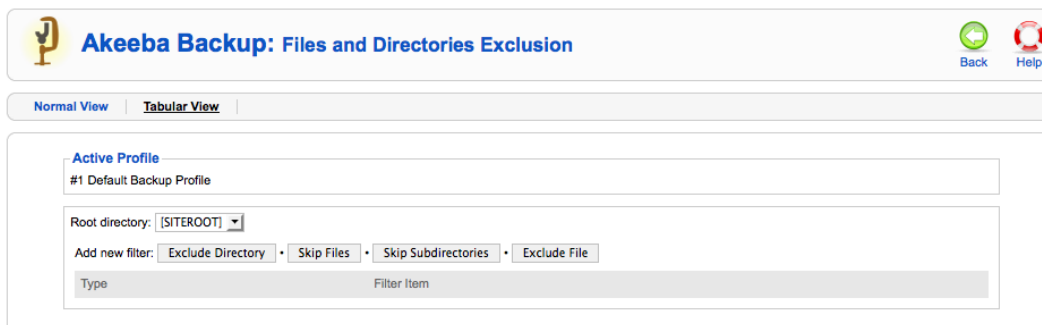 Akeeba Backup: Files and Directories Exclusion
Back
Help
Normal View
Tabular View
Active Profile
#1 Default Backup Profile
Root directory: [SITEROOT]
Add new filter: Exclude Directory • Skip Files • Skip Subdirectories • Exclude File
Type Filter Item